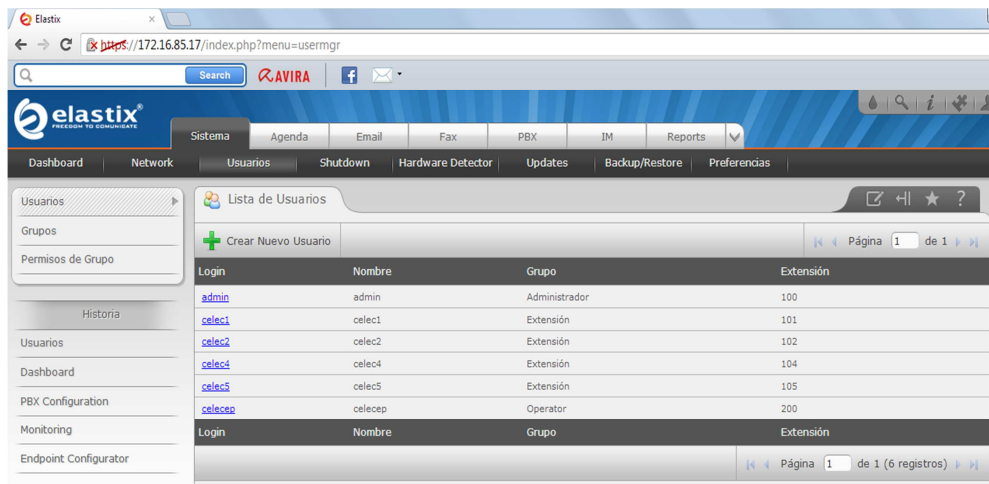 Elastix
https://172.16.85.17/index.php?menu=usermgr
Search AVIRA f
elastix®
FREEDOM TO COMMUNICATE
Sistema Agenda Email Fax PBX IM Reports
Dashboard Network Usuarios Shutdown Hardware Detector Updates Backup/Restore Preferencias
Usuarios
Grupos
Permisos de Grupo
Historia
Usuarios
Dashboard
PBX Configuration
Monitoring
Endpoint Configurator
Lista de Usuarios ?
Crear Nuevo Usuario Página 1 de 1
Login Nombre Grupo Extensión
admin admin Administrador 100
celec1 celec1 Extensión 101
celec2 celec2 Extensión 102
celec4 celec4 Extensión 104
celec5 celec5 Extensión 105
celecep celecep Operator 200
Login Nombre Grupo Extensión
Página 1 de 1 (6 registros)